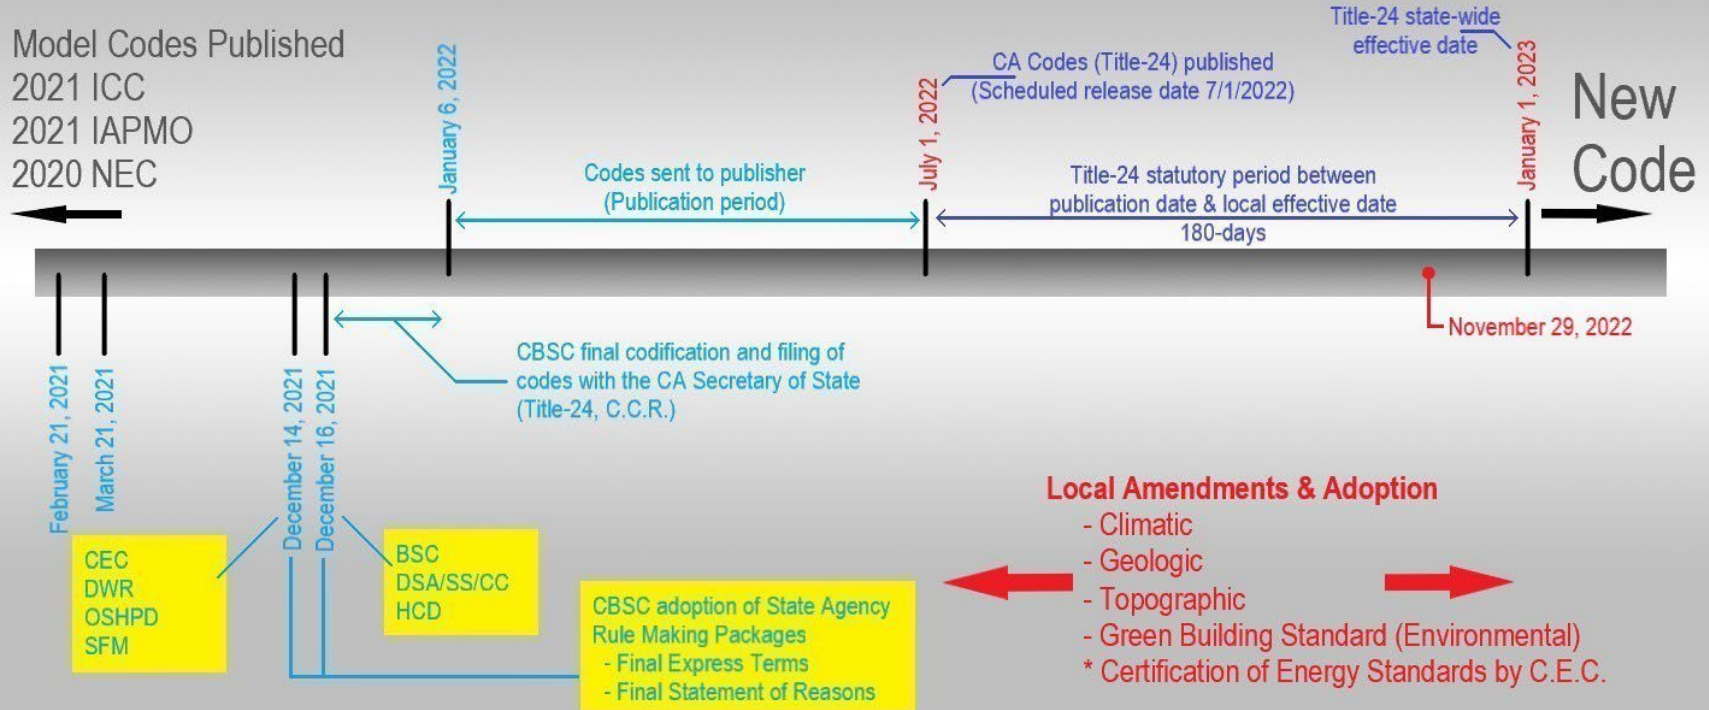 Model Codes Published
2021 ICC
2021 IAPMO
2020 NEC
January 6, 2022
Codes sent to publisher
(Publication period)
July 1, 2022
CA Codes (Title-24) published
(Scheduled release date 7/1/2022)
Title-24 statutory period between
publication date & local effective date
180-days
Title-24 state-wide
effective date
January 1, 2023
New
Code
February 21, 2021
March 21, 2021
December 14, 2021
December 16, 2021
CBSC final codification and filing of
codes with the CA Secretary of State
(Title-24, C.C.R.)
November 29, 2022
CEC
DWR
OSHPD
SFM
BSC
DSA/SS/CC
HCD
CBSC adoption of State Agency
Rule Making Packages
- Final Express Terms
- Final Statement of Reasons
Local Amendments & Adoption
- Climatic
- Geologic
- Topographic
- Green Building Standard (Environmental)
* Certification of Energy Standards by C.E.C.